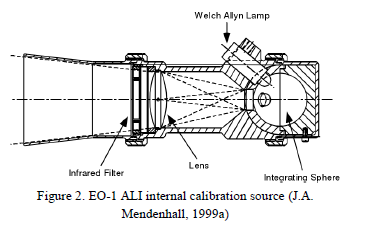 Welch Allyn Lamp
Lens
Infrared Filter
Integrating Sphere
Figure 2. EO-1 ALI internal calibration source (J.A.
Mendenhall, 1999a)